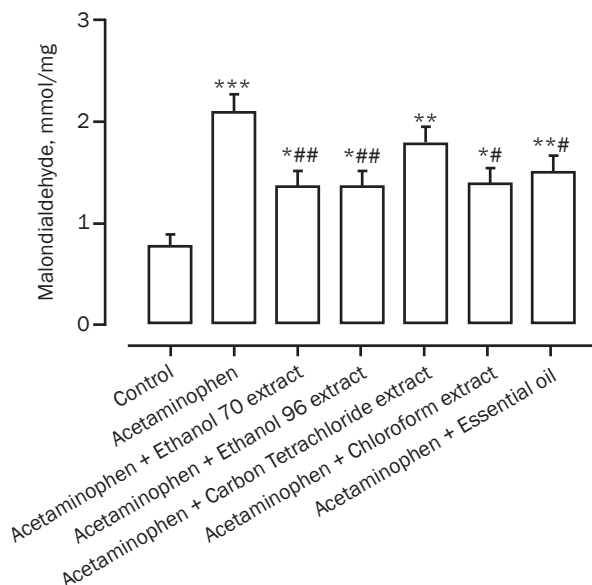 Malondialdehyde, mmol/mg
3
2
1
0
***
*##
*##
**
*#
**#
Control
Acetaminophen
Acetaminophen + Ethanol 70 extract
Acetaminophen + Ethanol 96 extract
Acetaminophen + Carbon Tetrachloride extract
Acetaminophen + Chloroform extract
Acetaminophen + Essential oil